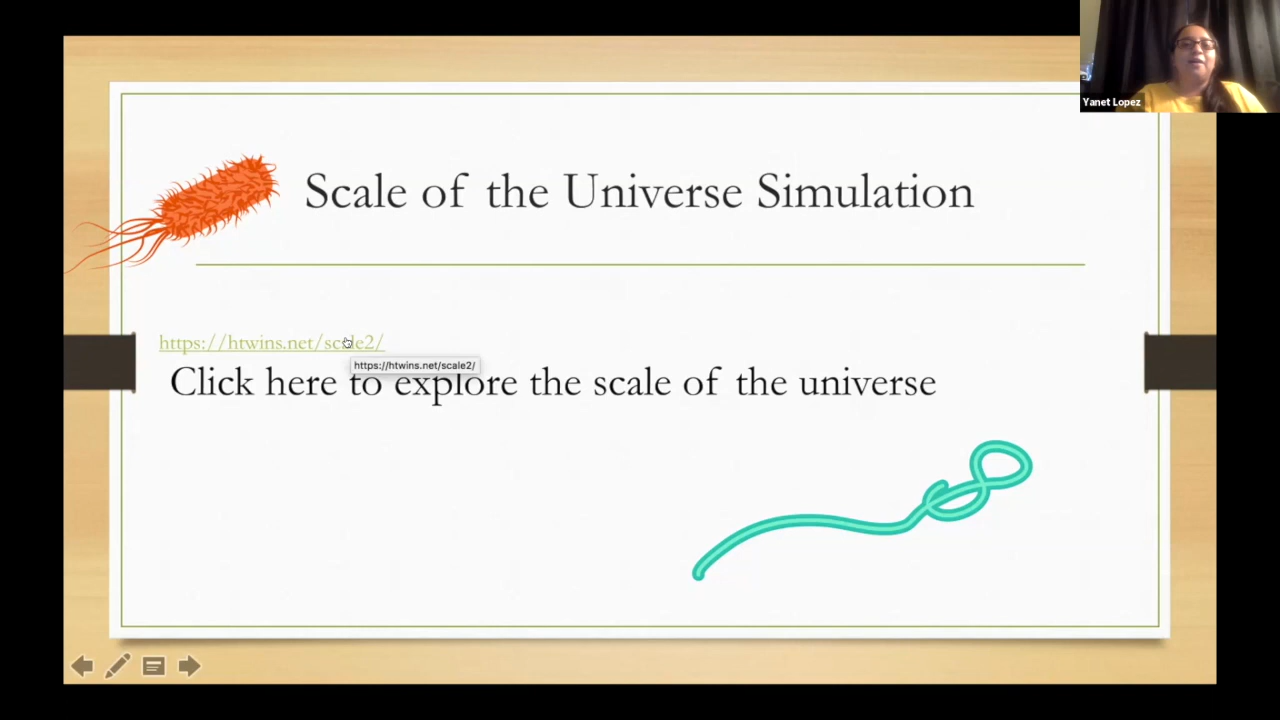 Yanet Lopez
Scale of the Universe Simulation
https://htwins.net/scale2/
https://htwins.net/scale2/
Click here to explore the scale of the universe